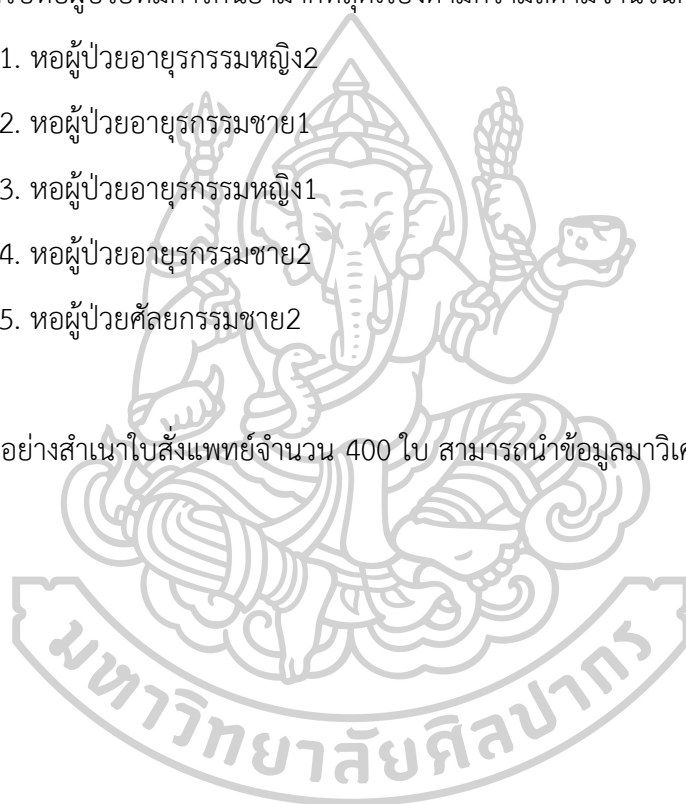 1. หอผู้ป่วยอายุรกรรมหญิง2
2. หอผู้ป่วยอายุรกรรมชาย1
3. หอผู้ป่วยอายุรกรรมหญิง1
4. หอผู้ป่วยอายุรกรรมชาย2
5. หอผู้ป่วยศัลยกรรมชาย2
อย่างสำเนาใบสั่งแพทย์จำนวน 400 ใบ สามารถนำข้อมูลมาวิเค
มหาวิทยาลัยศิลปากร